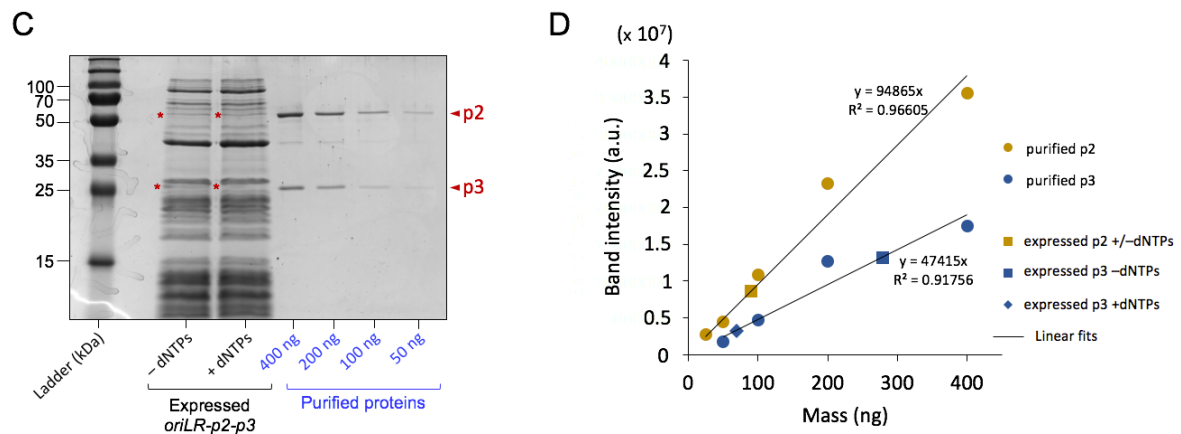 C
100
70
50
35
25
15
*
*
*
*
◄ p2
◄ p3
Ladder (kDa)
– dNTPs
+ dNTPs
400 ng
200 ng
100 ng
50 ng
Expressed
oriLR-p2-p3
Purified proteins
D
(x 10⁷)
Band intensity (a.u.)
4
3.5
3
2.5
2
1.5
1
0.5
0
0
100
200
300
400
Mass (ng)
y = 94865x
R² = 0.96605
y = 47415x
R² = 0.91756
purified p2
purified p3
expressed p2 +/–dNTPs
expressed p3 –dNTPs
expressed p3 +dNTPs
Linear fits